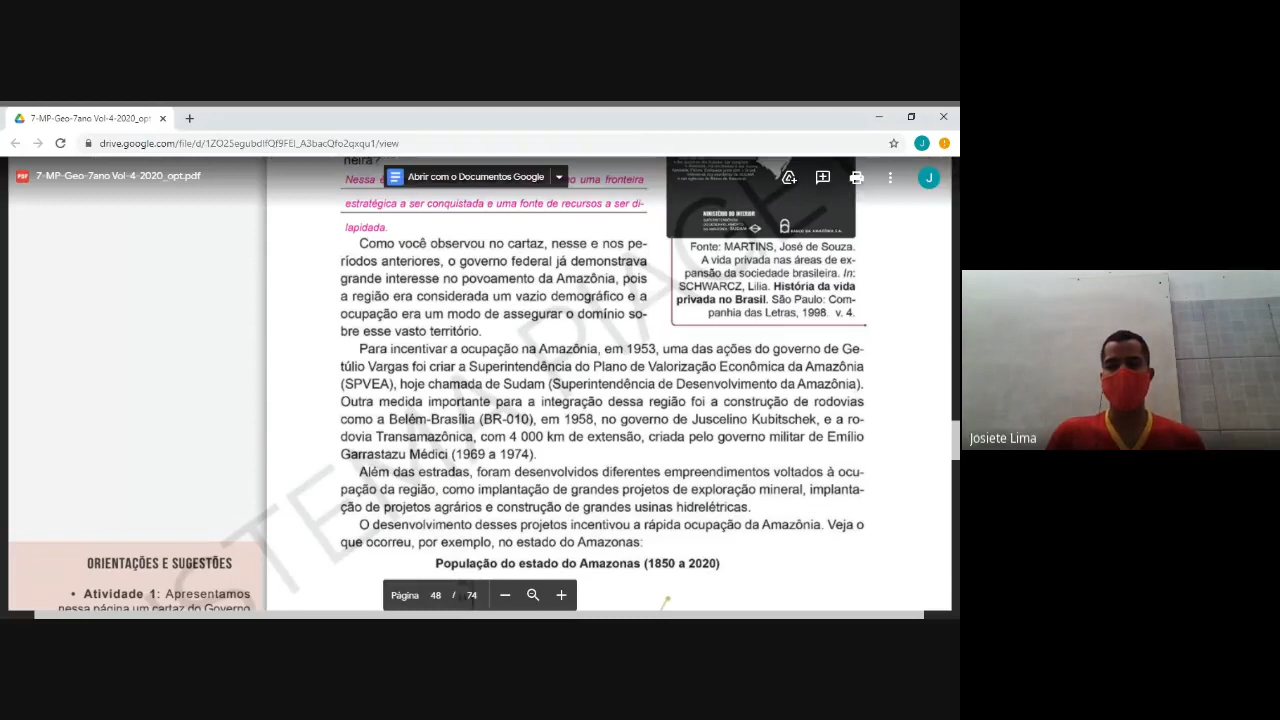 7-MP-Geo-7ano Vol-4-2020_opt
drive.google.com/file/d/1ZO25egubdIfQf9FEI_A3bacQfo2qxqu1/view
PDF 7-MP-Geo-7ano Vol-4-2020_opt.pdf
Abrir com o Documentos Google
J
J
neira?
Nessa uma fronteira
estratégica a ser conquistada e uma fonte de recursos a ser di-
lapidada.
Como você observou no cartaz, nesse e nos pe-
ríodos anteriores, o governo federal já demonstrava
grande interesse no povoamento da Amazônia, pois
a região era considerada um vazio demográfico e a
ocupação era um modo de assegurar o domínio so-
bre esse vasto território.
MINISTÉRIO DO INTERIOR
BANCO DA AMAZÔNIA S.A.
Fonte: MARTINS, José de Souza.
A vida privada nas áreas de ex-
pansão da sociedade brasileira. In:
SCHWARCZ, Lilia. História da vida
privada no Brasil. São Paulo: Com-
panhia das Letras, 1998. v. 4.
Para incentivar a ocupação na Amazônia, em 1953, uma das ações do governo de Ge-
túlio Vargas foi criar a Superintendência do Plano de Valorização Econômica da Amazônia
(SPVEA), hoje chamada de Sudam (Superintendência de Desenvolvimento da Amazônia).
Outra medida importante para a integração dessa região foi a construção de rodovias
como a Belém-Brasília (BR-010), em 1958, no governo de Juscelino Kubitschek, e a ro-
dovia Transamazônica, com 4 000 km de extensão, criada pelo governo militar de Emílio
Garrastazu Médici (1969 a 1974).
Além das estradas, foram desenvolvidos diferentes empreendimentos voltados à ocu-
pação da região, como implantação de grandes projetos de exploração mineral, implanta-
ção de projetos agrários e construção de grandes usinas hidrelétricas.
O desenvolvimento desses projetos incentivou a rápida ocupação da Amazônia. Veja o
que ocorreu, por exemplo, no estado do Amazonas:
População do estado do Amazonas (1850 a 2020)
ORIENTAÇÕES E SUGESTÕES
• Atividade 1: Apresentamos
nessa página um cartaz do Governo
Página 48 / 74
STEMA PIAGE
Josiete Lima